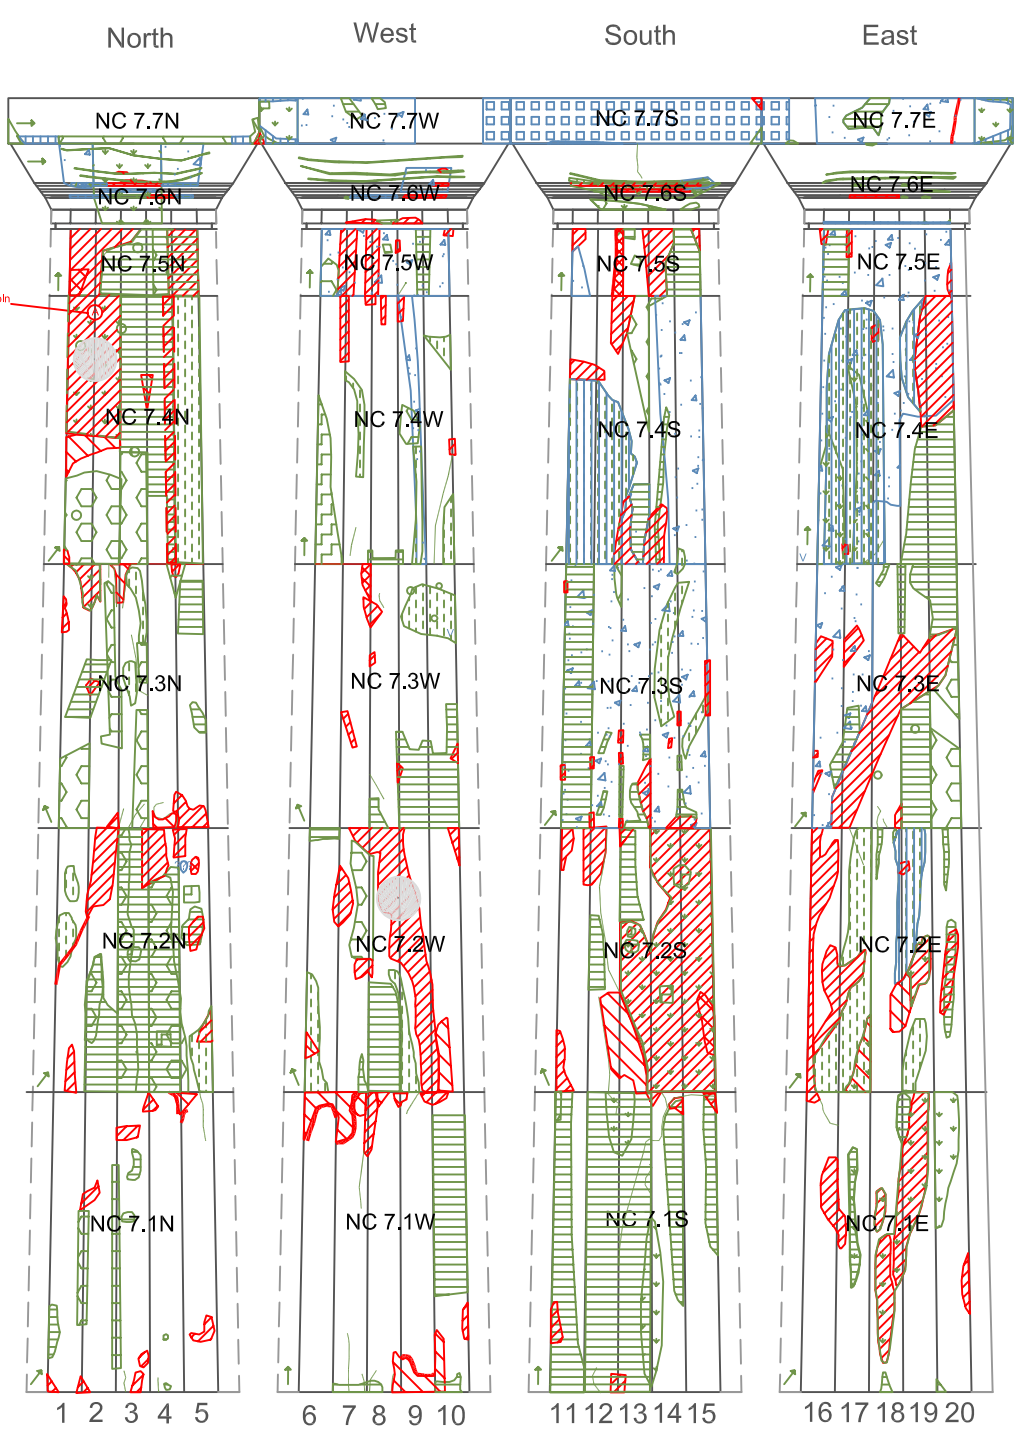 North West South East
NC 7.7N NC 7.7W NC 7.7S NC 7.7E
NC 7.6N NC 7.6W NC 7.6S NC 7.6E
NC 7.5N NC 7.5W NC 7.5S NC 7.5E
NC 7.4N NC 7.4W NC 7.4S NC 7.4E
NC 7.3N NC 7.3W NC 7.3S NC 7.3E
NC 7.2N NC 7.2W NC 7.2S NC 7.2E
NC 7.1N NC 7.1W NC 7.1S NC 7.1E
1 2 3 4 5 6 7 8 9 10 11 12 13 14 15 16 17 18 19 20